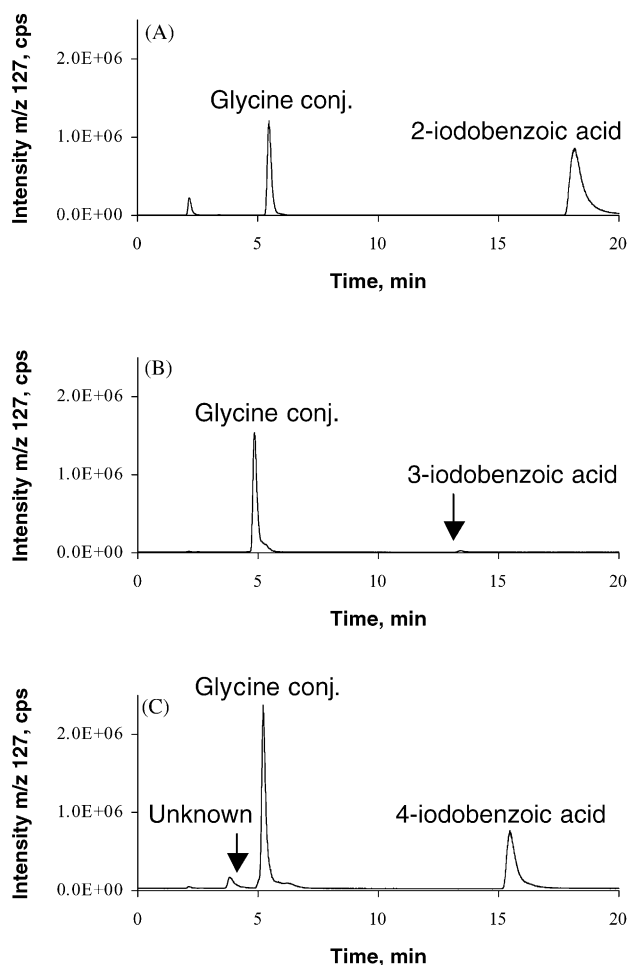 (A)
Intensity m/z 127, cps
2.0E+06
Glycine conj.
2-iodobenzoic acid
1.0E+06
0.0E+00
0 5 10 15 20
Time, min
(B)
Intensity m/z 127, cps
2.0E+06
Glycine conj.
1.0E+06
3-iodobenzoic acid
0.0E+00
0 5 10 15 20
Time, min
Glycine conj.
(C)
Intensity m/z 127, cps
2.0E+06
1.0E+06
Unknown
4-iodobenzoic acid
0.0E+00
0 5 10 15 20
Time, min